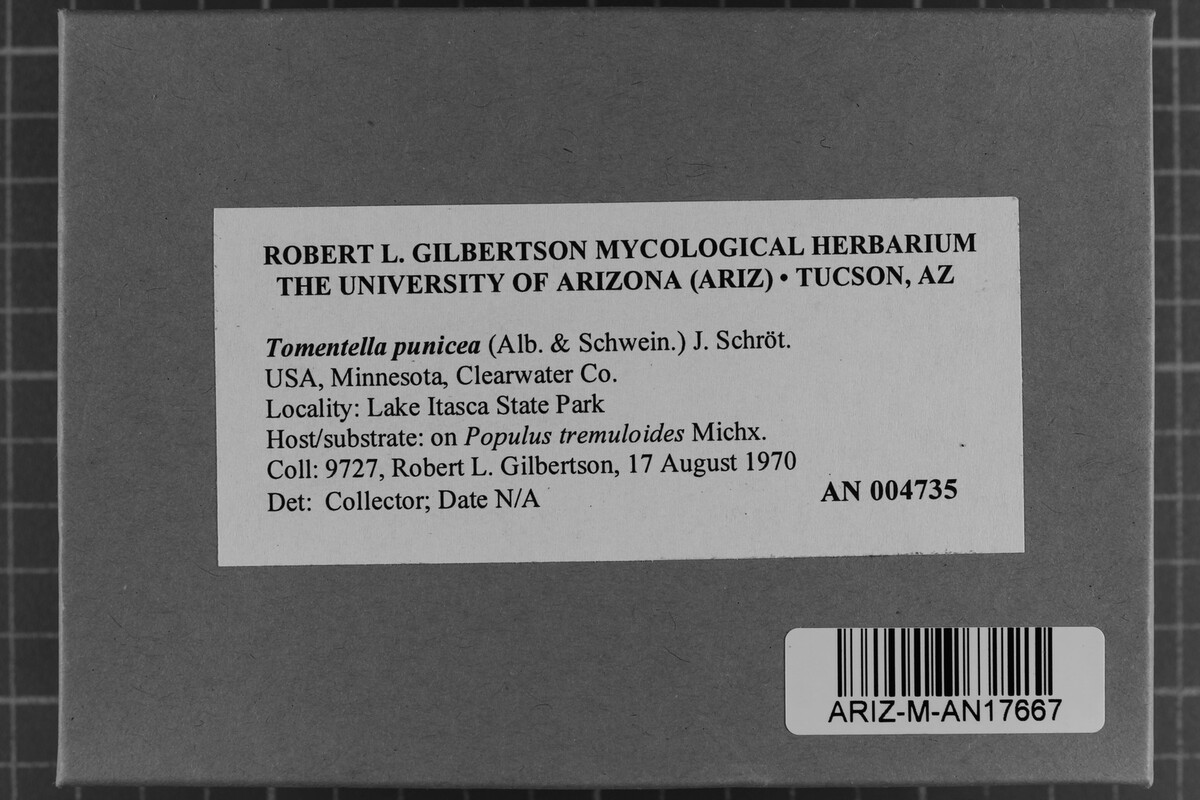 ROBERT L. GILBERTSON MYCOLOGICAL HERBARIUM
THE UNIVERSITY OF ARIZONA (ARIZ) • TUCSON, AZ
Tomentella punicea (Alb. & Schwein.) J. Schröt.
USA, Minnesota, Clearwater Co.
Locality: Lake Itasca State Park
Host/substrate: on Populus tremuloides Michx.
Coll: 9727, Robert L. Gilbertson, 17 August 1970
Det: Collector; Date N/A
AN 004735
ARIZ-M-AN17667